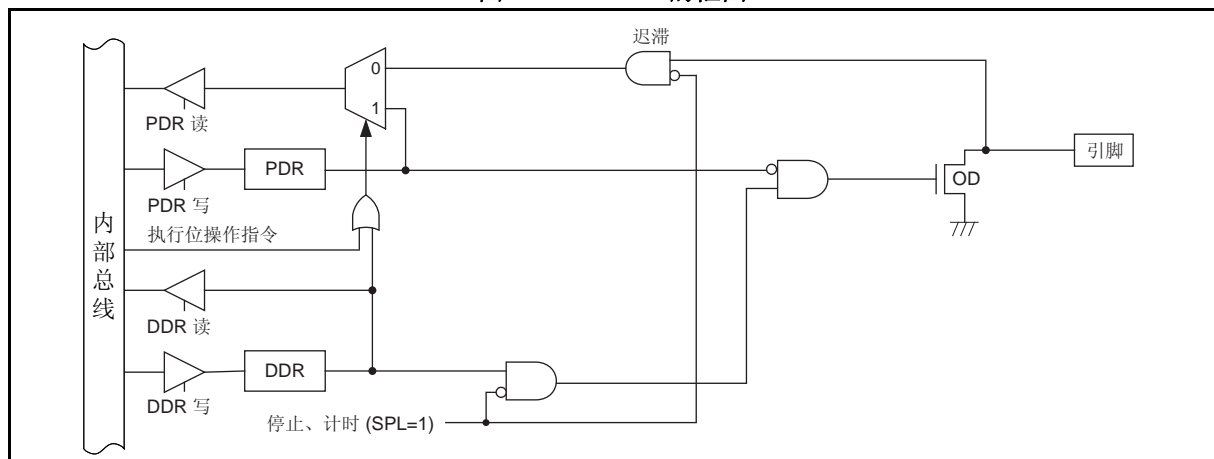 迟滞
0
1
PDR 读
PDR
OD
引脚
PDR 写
执行位操作指令
内部总线
DDR 读
DDR
DDR 写
停止、计时 (SPL=1)